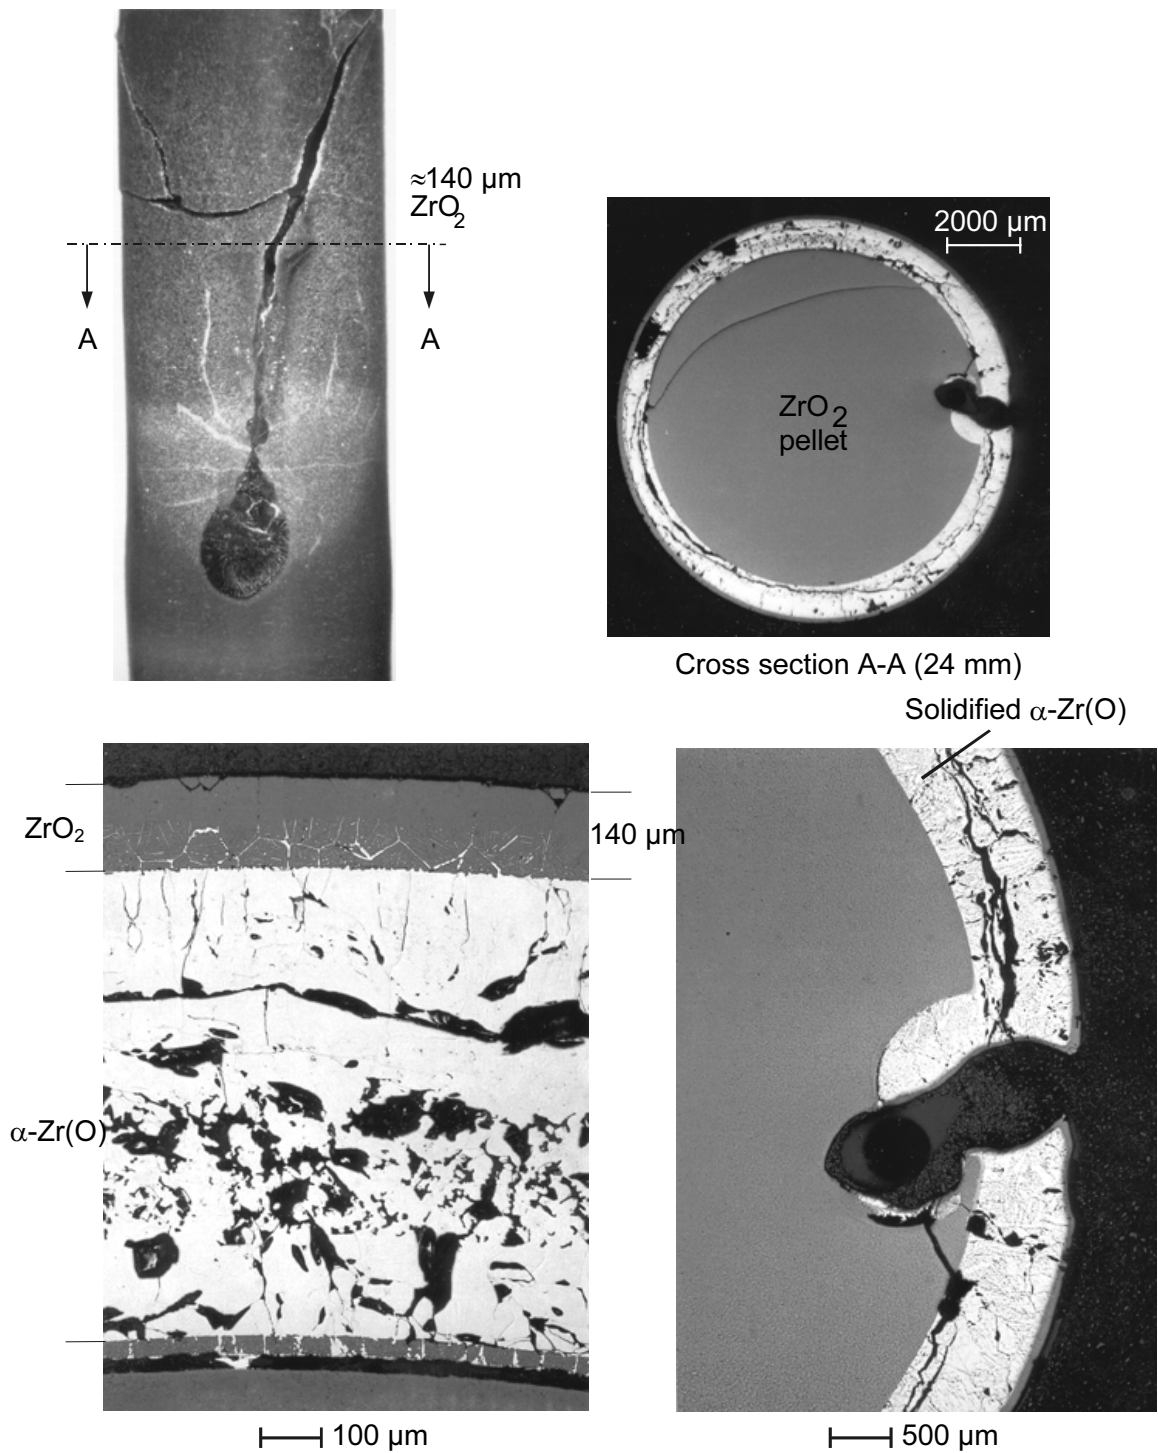 ≈140 µm
ZrO₂
A
A
2000 µm
ZrO₂
pellet
Cross section A-A (24 mm)
Solidified α-Zr(O)
ZrO₂
140 µm
α-Zr(O)
100 µm
500 µm